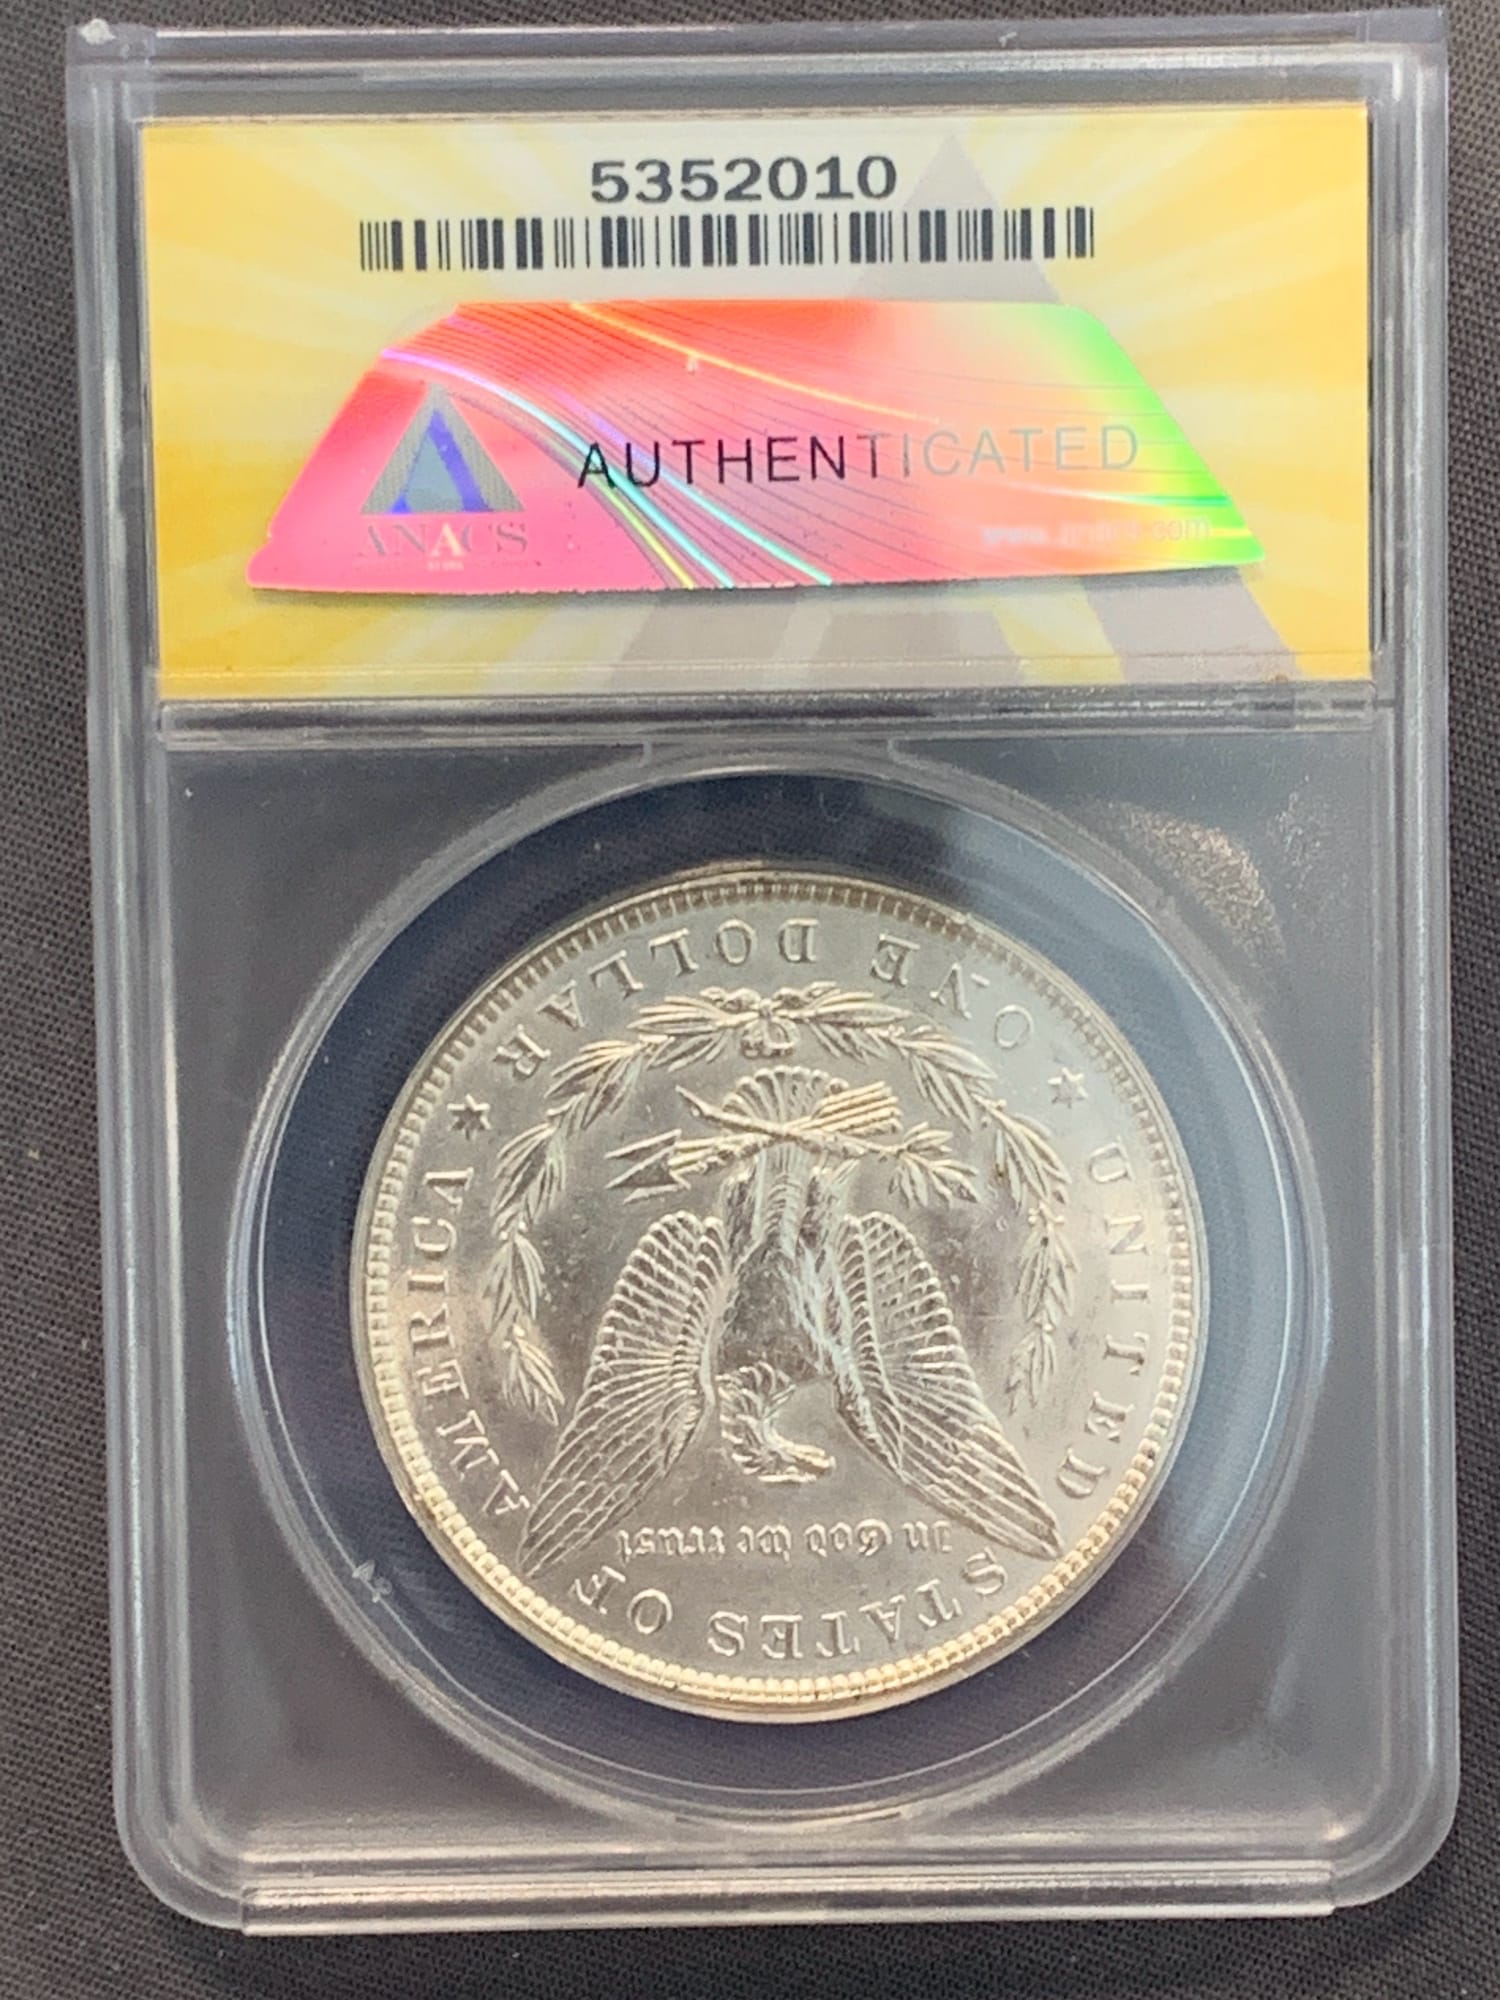 5352010
AUTHENTICATED
ANACS
UNITED STATES OF AMERICA
In God we trust
ONE DOLLAR